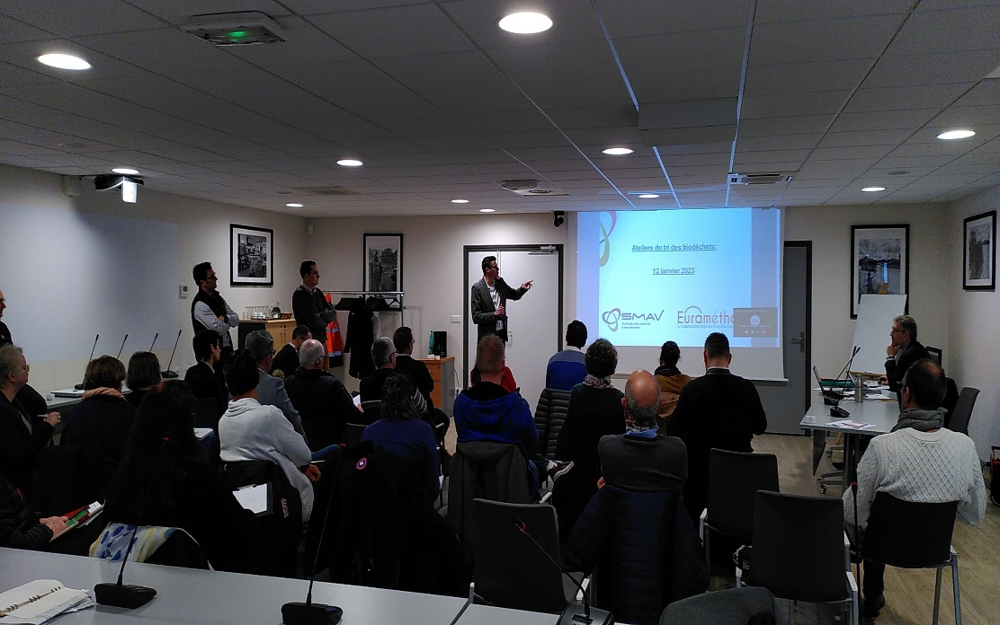 Ateliers du tri des biodéchets:
12 janvier 2023
SMAV
Euraméth